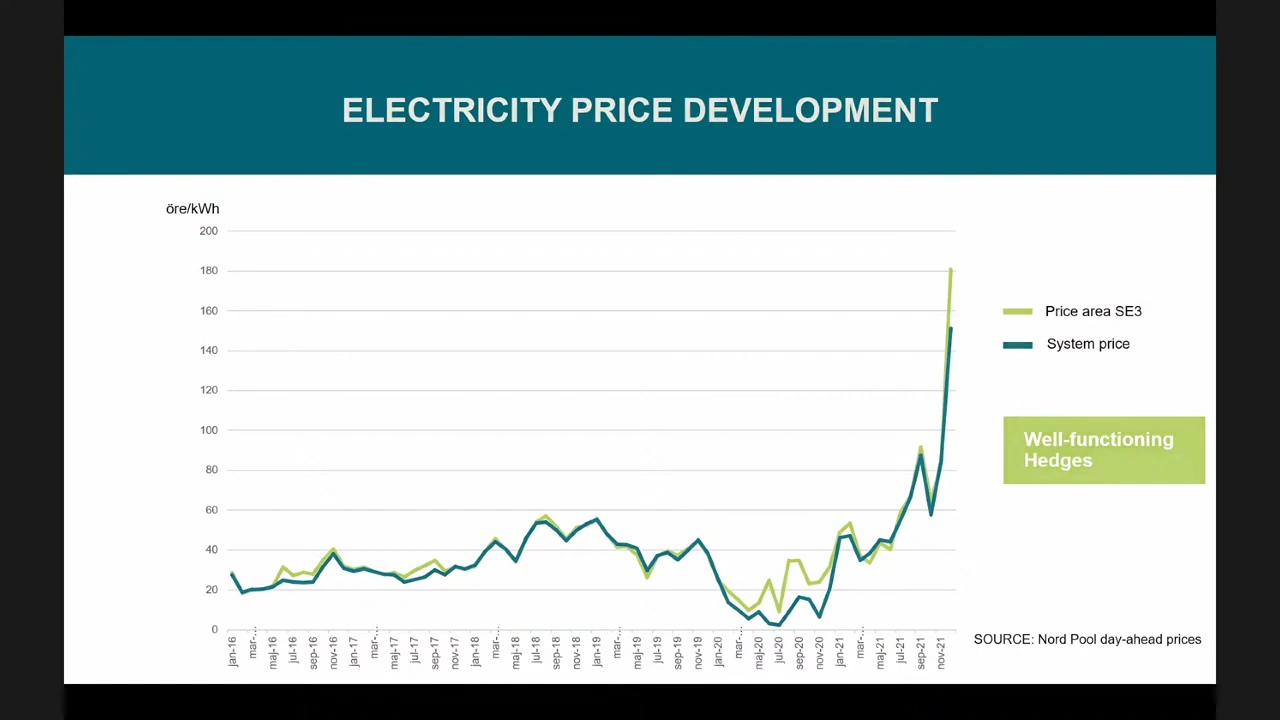 ELECTRICITY PRICE DEVELOPMENT
öre/kWh
200
180
160
140
120
100
80
60
40
20
0
jan-16
mar-...
maj-16
jul-16
sep-16
nov-16
jan-17
mar-...
maj-17
jul-17
sep-17
nov-17
jan-18
mar-...
maj-18
jul-18
sep-18
nov-18
jan-19
mar-...
maj-19
jul-19
sep-19
nov-19
jan-20
mar-...
maj-20
jul-20
sep-20
nov-20
jan-21
mar-...
maj-21
jul-21
sep-21
nov-21
Price area SE3
System price
Well-functioning
Hedges
SOURCE: Nord Pool day-ahead prices